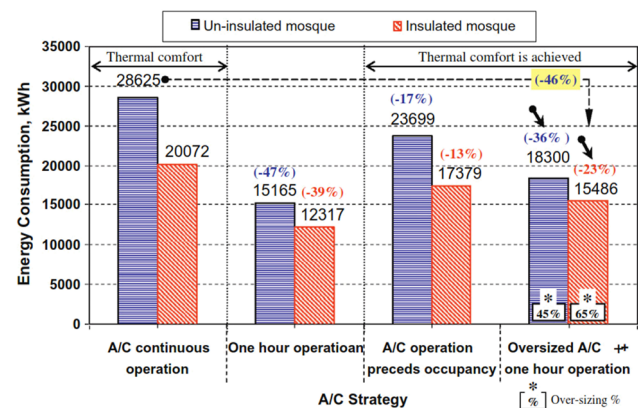 Un-insulated mosque Insulated mosque
Energy Consumption, kWh
35000
30000
25000
20000
15000
10000
5000
0
Thermal comfort
Thermal comfort is achieved
28625
20072
(-47%)
15165
(-39%)
12317
(-17%)
23699
(-13%)
17379
(-46%)
(-36% )
18300
(-23%)
15486
* *
45% 65%
A/C continuous
operation
One hour operatioan
A/C operation
preceds occupancy
Oversized A/C ++
one hour operation
A/C Strategy
[*%] Over-sizing %